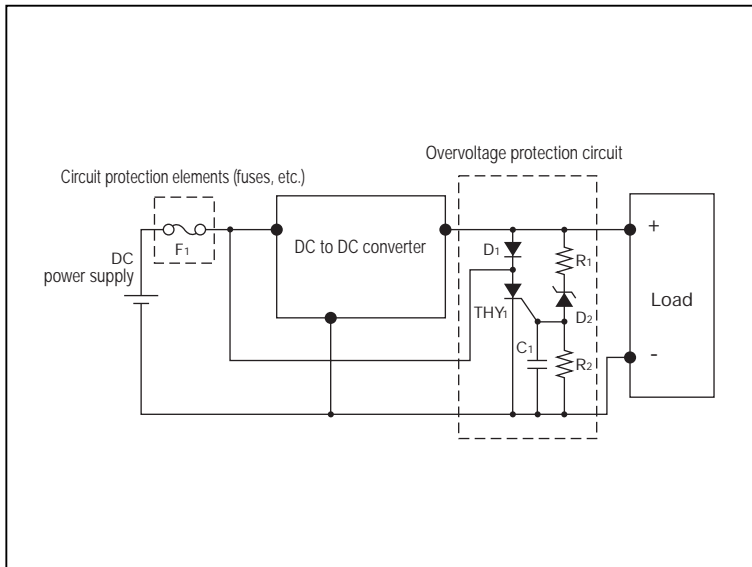 Overvoltage protection circuit
Circuit protection elements (fuses, etc.)
F1
DC
power supply
DC to DC converter
D1
THY1
C1
R1
D2
R2
+
Load
-